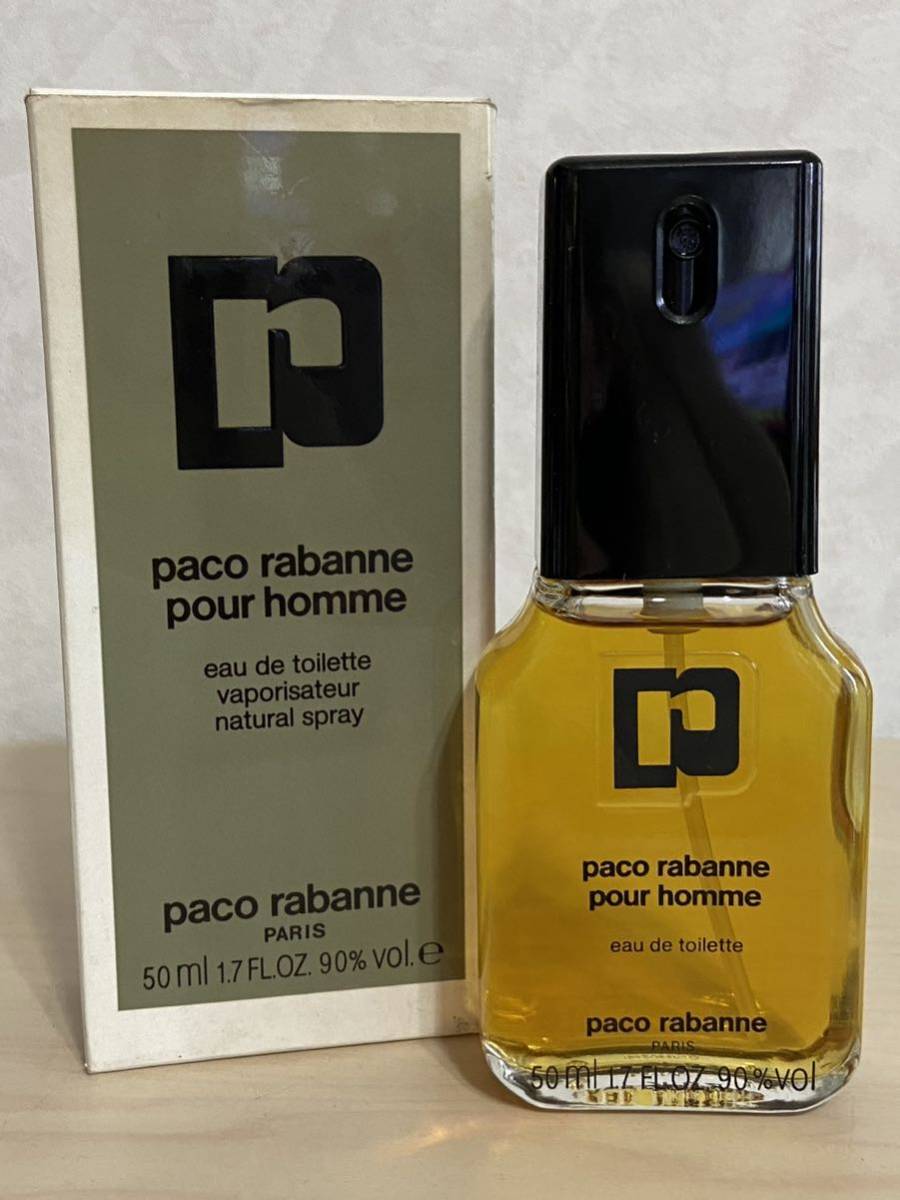 paco rabanne
pour homme
eau de toilette
vaporisateur
natural spray
paco rabanne
PARIS
50 ml 1.7 FL.OZ. 90% vol. e
paco rabanne
pour homme
eau de toilette
paco rabanne
PARIS
50 ml 1.7 FL.OZ. 90% vol